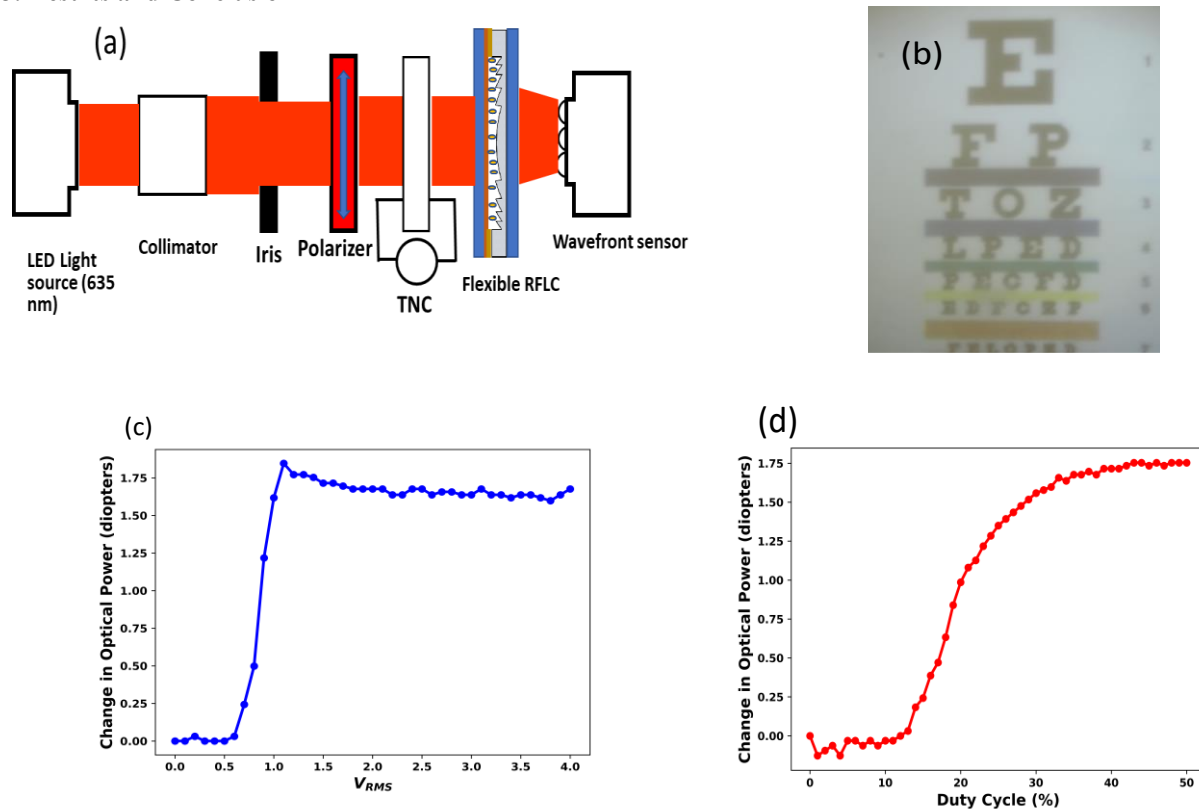 (a)
LED Light
source (635
nm)
Collimator
Iris
Polarizer
TNC
Flexible RFLC
Wavefront sensor
(b)
E
1
F P
2
T O Z
3
L P E D
4
P E C F D
5
E D F C Z P
6
(c)
Change in Optical Power (diopters)
1.75
1.50
1.25
1.00
0.75
0.50
0.25
0.00
0.0 0.5 1.0 1.5 2.0 2.5 3.0 3.5 4.0
V_RMS
(d)
Change in Optical Power (diopters)
1.75
1.50
1.25
1.00
0.75
0.50
0.25
0.00
0 10 20 30 40 50
Duty Cycle (%)